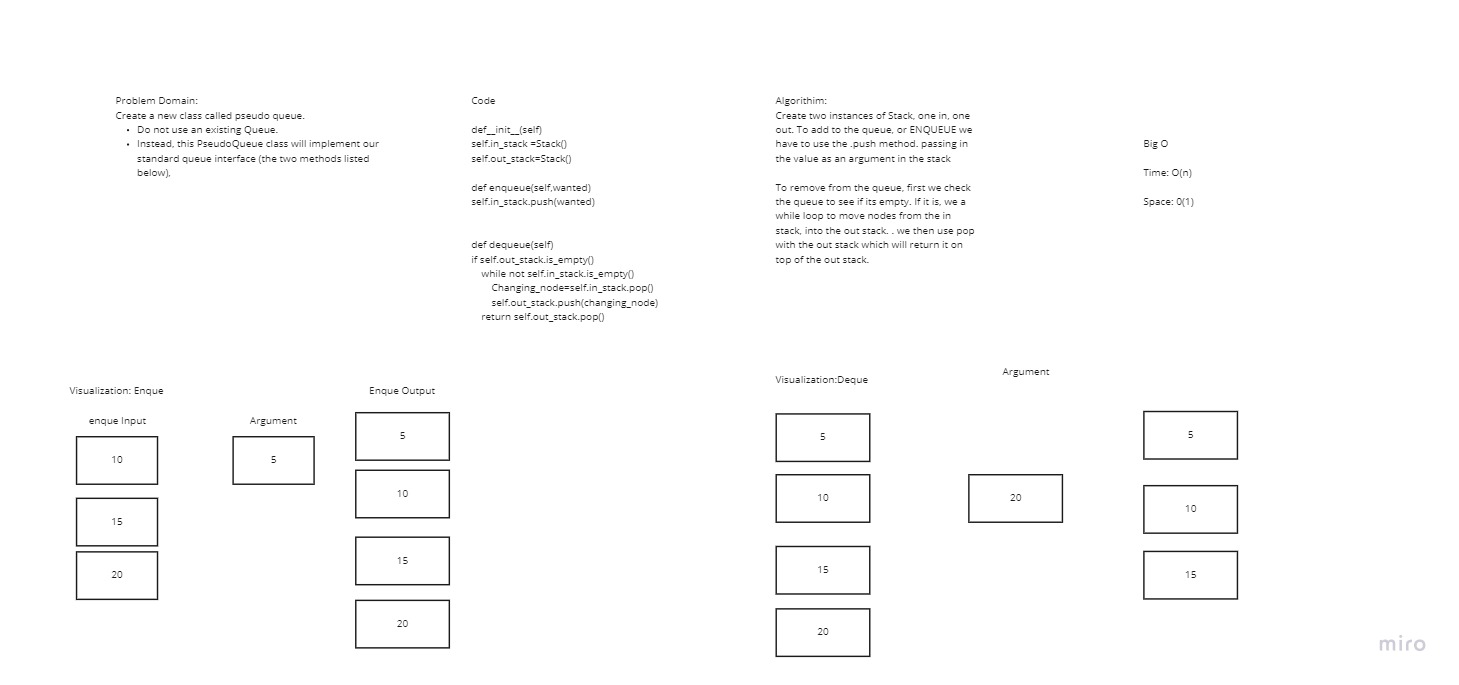 Problem Domain:
Create a new class called pseudo queue.
• Do not use an existing Queue.
• Instead, this PseudoQueue class will implement our
standard queue interface (the two methods listed
below),
Code
def__init__(self)
self.in_stack =Stack()
self.out_stack=Stack()
def enqueue(self,wanted)
self.in_stack.push(wanted)
def dequeue(self)
if self.out_stack.is_empty()
while not self.in_stack.is_empty()
Changing_node=self.in_stack.pop()
self.out_stack.push(changing_node)
return self.out_stack.pop()
Algorithim:
Create two instances of Stack, one in, one
out. To add to the queue, or ENQUEUE we
have to use the .push method. passing in
the value as an argument in the stack
To remove from the queue, first we check
the queue to see if its empty. If it is, we a
while loop to move nodes from the in
stack, into the out stack. . we then use pop
with the out stack which will return it on
top of the out stack.
Big O
Time: O(n)
Space: 0(1)
Visualization: Enque
enque Input
10
15
20
Argument
5
Enque Output
5
10
15
20
Visualization:Deque
5
10
15
20
Argument
20
5
10
15
miro